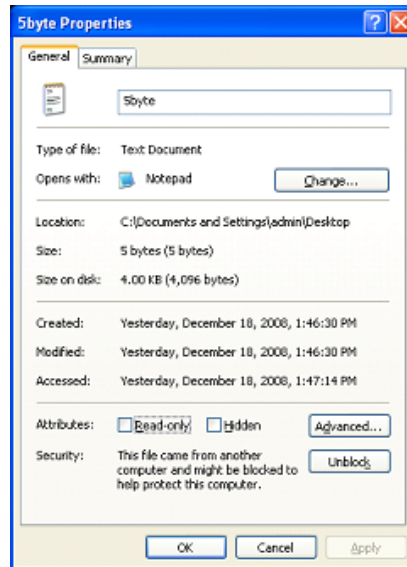 5byte Properties
General Summary
5byte
Type of file: Text Document
Opens with: Notepad Change...
Location: C:\Documents and Settings\admin\Desktop
Size: 5 bytes (5 bytes)
Size on disk: 4.00 KB (4,096 bytes)
Created: Yesterday, December 18, 2008, 1:46:30 PM
Modified: Yesterday, December 18, 2008, 1:46:30 PM
Accessed: Yesterday, December 18, 2008, 1:47:14 PM
Attributes: Read-only Hidden Advanced...
Security: This file came from another
computer and might be blocked to
help protect this computer.
Unblock
OK Cancel Apply